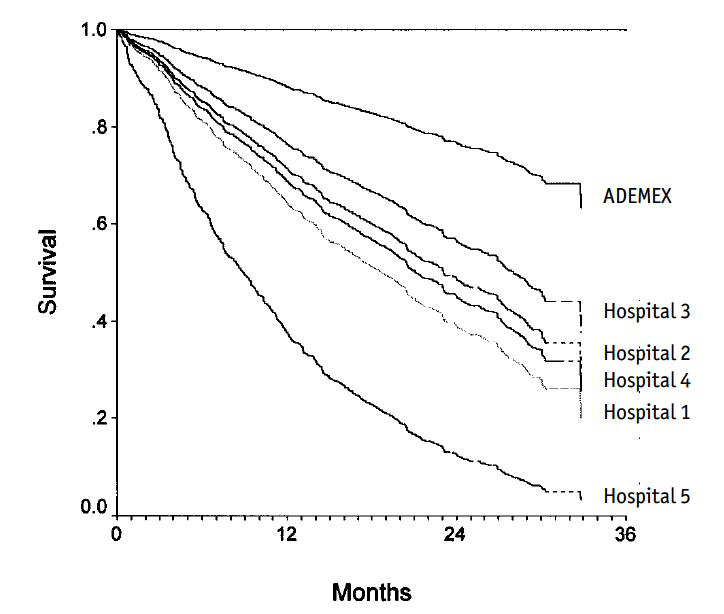 1.0
.8
.6
.4
.2
0.0
Survival
ADEMEX
Hospital 3
Hospital 2
Hospital 4
Hospital 1
Hospital 5
0 12 24 36
Months